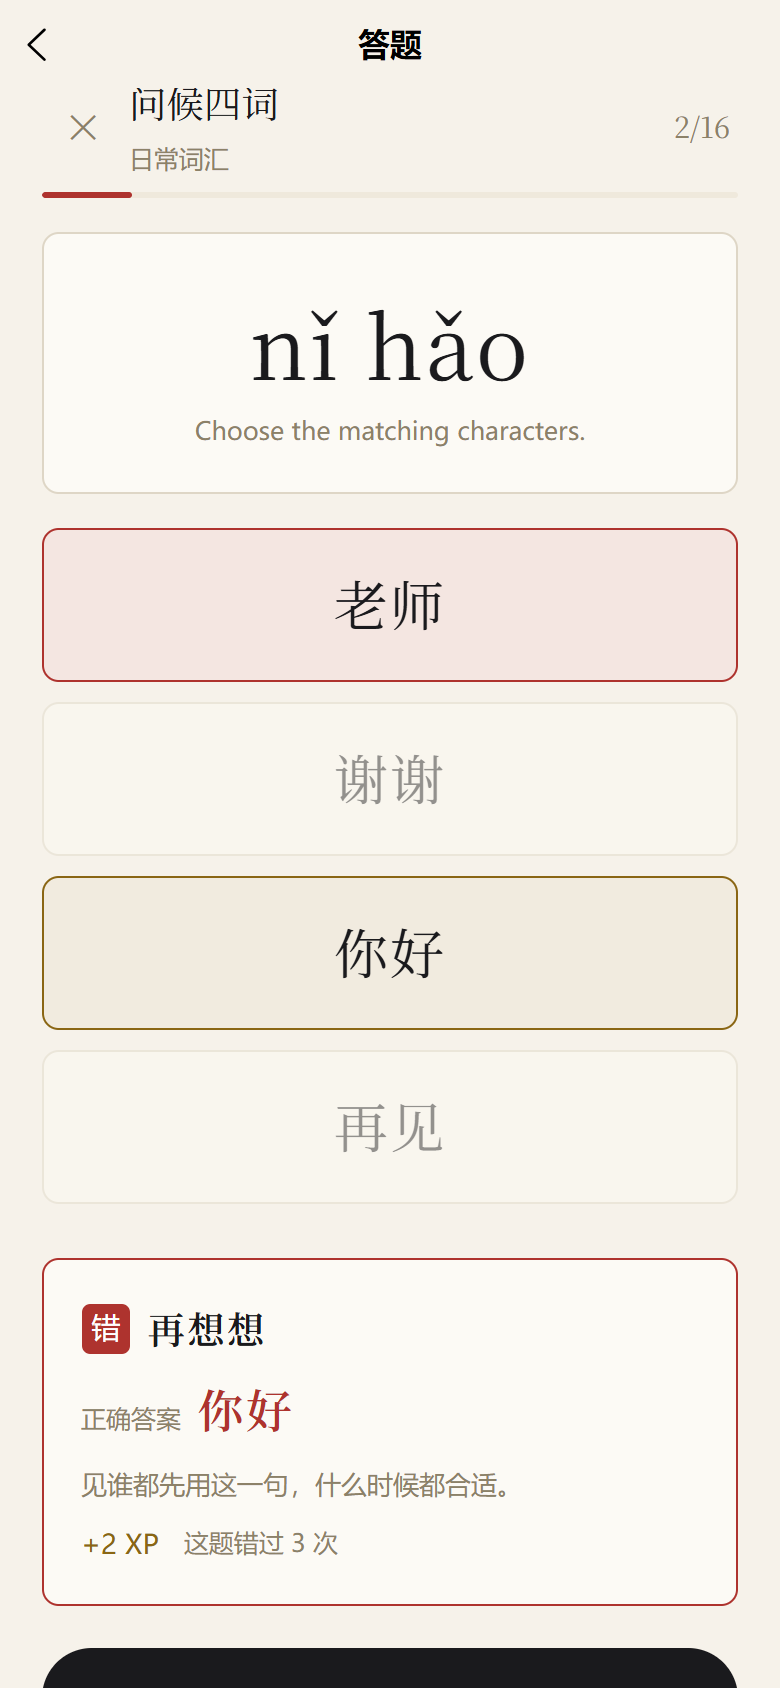 答题
问候四词
日常词汇
2/16
nǐ hǎo
Choose the matching characters.
老师
谢谢
你好
再见
错 再想想
正确答案 你好
见谁都先用这一句，什么时候都合适。
+2 XP 这题错过 3 次